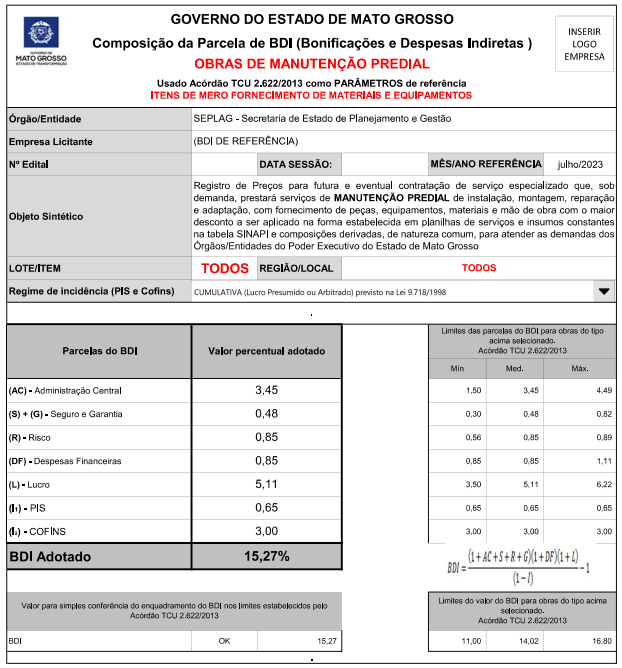 GOVERNO DO ESTADO DE MATO GROSSO
Composição da Parcela de BDI (Bonificações e Despesas Indiretas )
OBRAS DE MANUTENÇÃO PREDIAL
Usado Acórdão TCU 2.622/2013 como PARÂMETROS de referência
ITENS DE MERO FORNECIMENTO DE MATERIAIS E EQUIPAMENTOS
GOVERNO DE
MATO GROSSO
ESTADO DE TRANSFORMAÇÃO
INSERIR
LOGO
EMPRESA
Órgão/Entidade SEPLAG - Secretaria de Estado de Planejamento e Gestão
Empresa Licitante (BDI DE REFERÊNCIA)
Nº Edital DATA SESSÃO: MÊS/ANO REFERÊNCIA julho/2023
Objeto Sintético
Registro de Preços para futura e eventual contratação de serviço especializado que, sob
demanda, prestará serviços de MANUTENÇÃO PREDIAL de instalação, montagem, reparação
e adaptação, com fornecimento de peças, equipamentos, materiais e mão de obra com o maior
desconto a ser aplicado na forma estabelecida em planilhas de serviços e insumos constantes
na tabela SINAPI e composições derivadas, de natureza comum, para atender as demandas dos
Órgãos/Entidades do Poder Executivo do Estado de Mato Grosso
LOTE/ITEM TODOS REGIÃO/LOCAL TODOS
Regime de incidência (PIS e Cofins) CUMULATIVA (Lucro Presumido ou Arbitrado) previsto na Lei 9.718/1998
Parcelas do BDI Valor percentual adotado
Limites das parcelas do BDI para obras do tipo
acima selecionado.
Acórdão TCU 2.622/2013
Mín Med. Máx.
(AC) - Administração Central 3,45 1,50 3,45 4,49
(S) + (G) - Seguro e Garantia 0,48 0,30 0,48 0,82
(R) - Risco 0,85 0,56 0,85 0,89
(DF) - Despesas Financeiras 0,85 0,85 0,85 1,11
(L) - Lucro 5,11 3,50 5,11 6,22
(I₁) - PIS 0,65 0,65 0,65 0,65
(I₂) - COFINS 3,00 3,00 3,00 3,00
BDI Adotado 15,27%
BDI = (1 + AC + S + R + G)(1 + DF)(1 + L) / (1 - I) - 1
Valor para simples conferência do enquadramento do BDI nos limites estabelecidos pelo
Acórdão TCU 2.622/2013
Limites do valor do BDI para obras do tipo acima
selecionado.
Acórdão TCU 2.622/2013
BDI OK 15,27 11,00 14,02 16,80